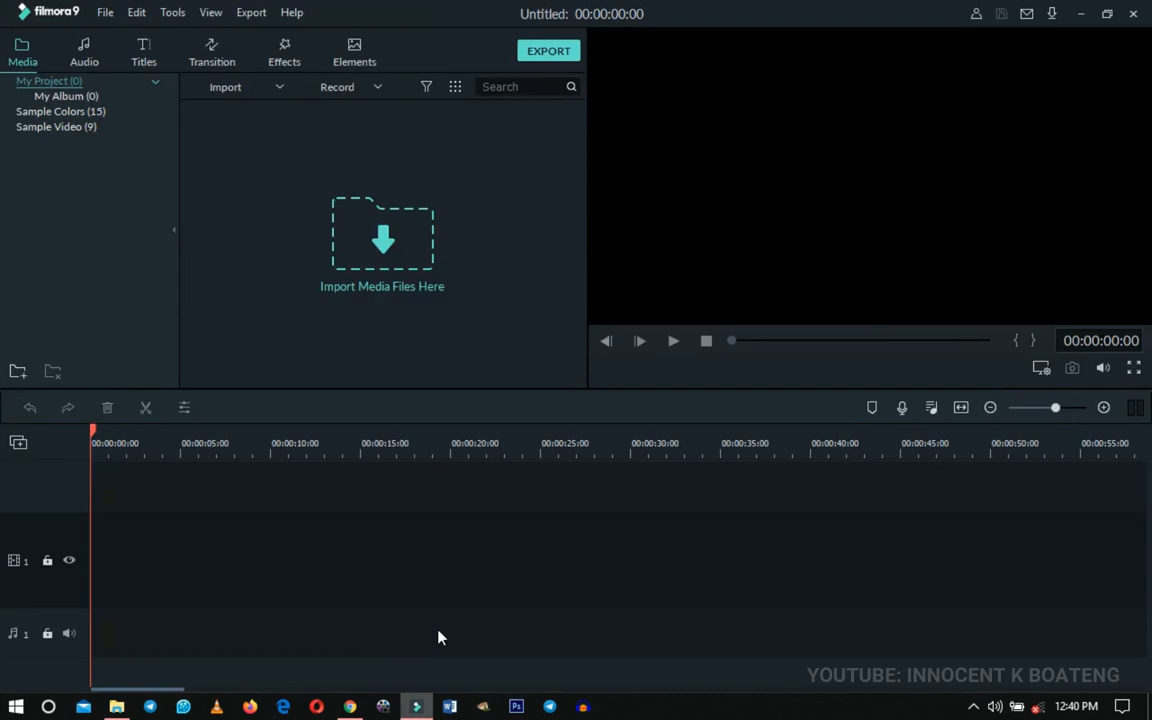 filmora9 File Edit Tools View Export Help Untitled: 00:00:00:00
Media Audio Titles Transition Effects Elements EXPORT
My Project (0) Import Record Search
My Album (0)
Sample Colors (15)
Sample Video (9)
Import Media Files Here
{ } 00:00:00:00
00:00:00:00 00:00:05:00 00:00:10:00 00:00:15:00 00:00:20:00 00:00:25:00 00:00:30:00 00:00:35:00 00:00:40:00 00:00:45:00 00:00:50:00 00:00:55:00
1
1
YOUTUBE: INNOCENT K BOATENG
W Ps 12:40 PM